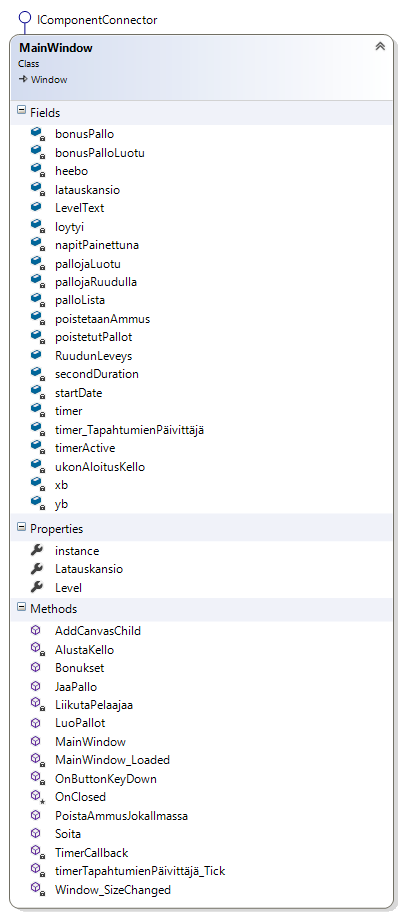 IComponentConnector
MainWindow
Class
Window
Fields
bonusPallo
bonusPalloLuotu
heebo
latauskansio
LevelText
loytyi
napitPainettuna
pallojaLuotu
pallojaRuudulla
palloLista
poistetaanAmmus
poistetutPallot
RuudunLeveys
secondDuration
startDate
timer
timer_TapahtumienPäivittäjä
timerActive
ukonAloitusKello
xb
yb
Properties
instance
Latauskansio
Level
Methods
AddCanvasChild
AlustaKello
Bonukset
JaaPallo
LiikutaPelaajaa
LuoPallot
MainWindow
MainWindow_Loaded
OnButtonKeyDown
OnClosed
PoistaAmmusJokaIlmassa
Soita
TimerCallback
timerTapahtumienPäivittäjä_Tick
Window_SizeChanged